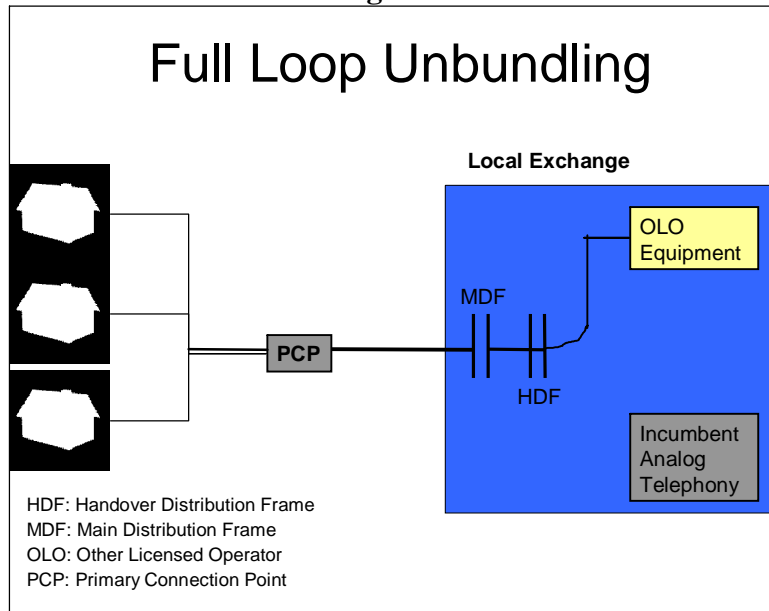 Full Loop Unbundling
Local Exchange
OLO
Equipment
MDF
PCP
HDF
Incumbent
Analog
Telephony
HDF: Handover Distribution Frame
MDF: Main Distribution Frame
OLO: Other Licensed Operator
PCP: Primary Connection Point